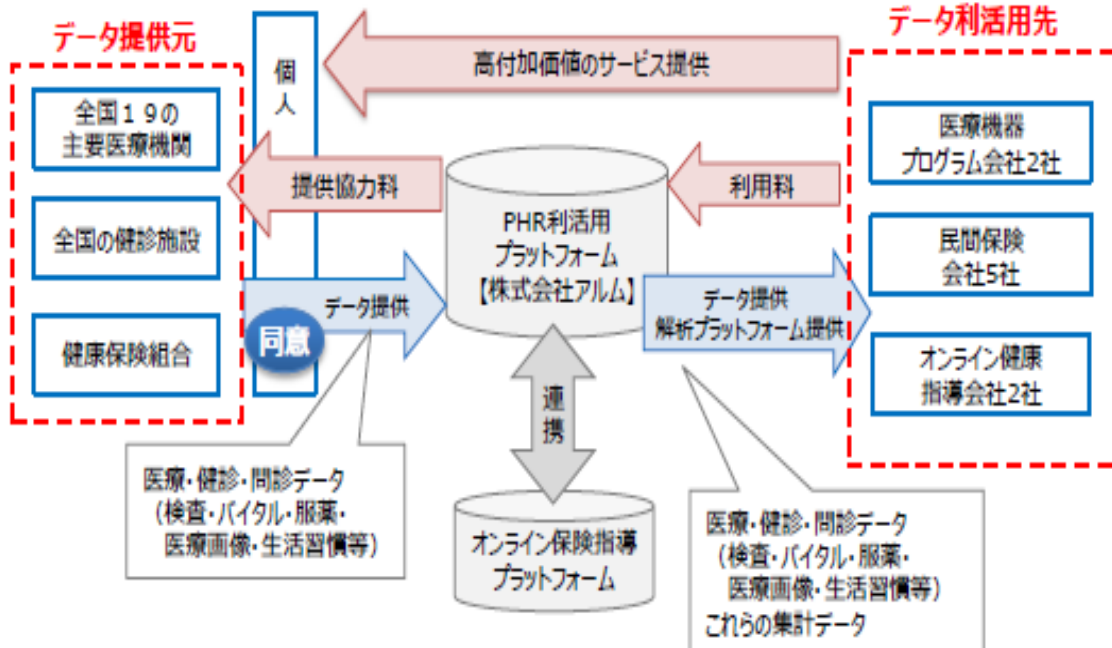 データ提供元
全国１９の
主要医療機関
全国の健診施設
健康保険組合
個
人
高付加価値のサービス提供
提供協力料
データ提供
同意
PHR利活用
プラットフォーム
【株式会社アルム】
利用料
データ提供
解析プラットフォーム提供
連
携
オンライン保険指導
プラットフォーム
データ利活用先
医療機器
プログラム会社2社
民間保険
会社5社
オンライン健康
指導会社2社
医療・健診・問診データ
（検査・バイタル・服薬・
医療画像・生活習慣等）
医療・健診・問診データ
（検査・バイタル・服薬・
医療画像・生活習慣等）
これらの集計データ